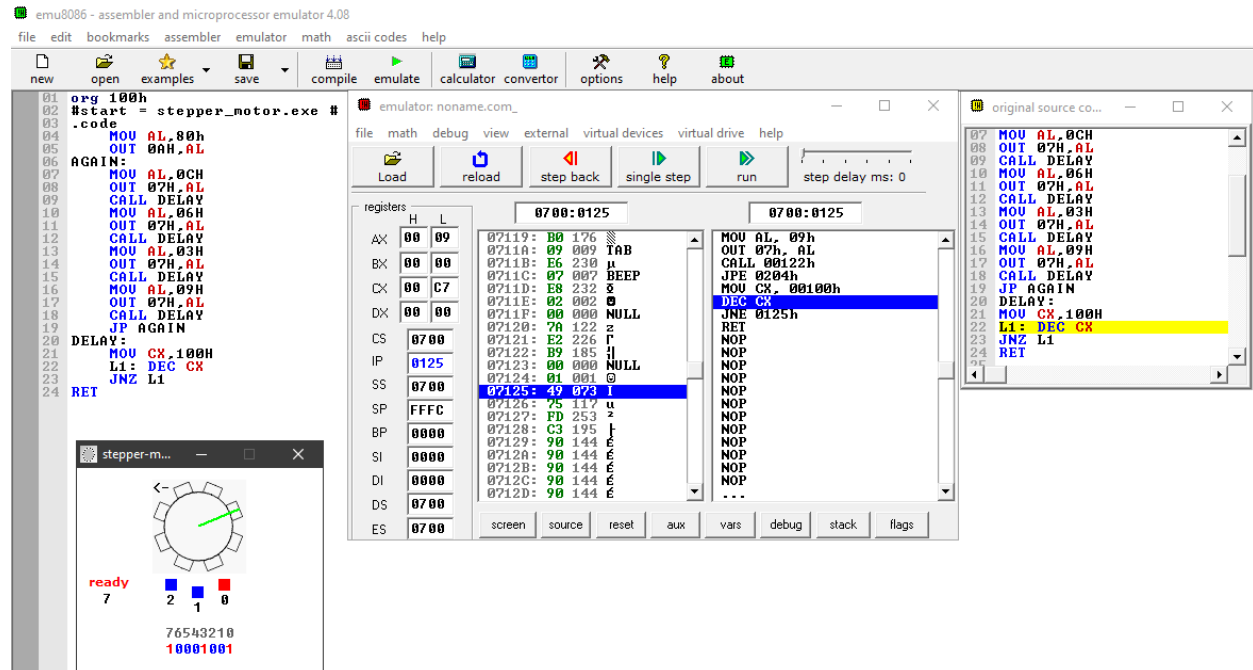 emu8086 - assembler and microprocessor emulator 4.08
file edit bookmarks assembler emulator math ascii codes help
new open examples save compile emulate calculator convertor options help about
01 org 100h
02 #start = stepper_motor.exe #
03 .code
04 MOV AL,80h
05 OUT 0AH,AL
06 AGAIN:
07 MOV AL,0CH
08 OUT 07H,AL
09 CALL DELAY
10 MOV AL,06H
11 OUT 07H,AL
12 CALL DELAY
13 MOV AL,03H
14 OUT 07H,AL
15 CALL DELAY
16 MOV AL,09H
17 OUT 07H,AL
18 CALL DELAY
19 JP AGAIN
20 DELAY:
21 MOV CX,100H
22 L1: DEC CX
23 JNZ L1
24 RET
stepper-m...
<-
ready
7
2 1 0
76543210
10001001
emulator: noname.com_
file math debug view external virtual devices virtual drive help
Load reload step back single step run step delay ms: 0
registers
H L
AX 00 09
BX 00 00
CX 00 C7
DX 00 00
CS 0700
IP 0125
SS 0700
SP FFFC
BP 0000
SI 0000
DI 0000
DS 0700
ES 0700
0700:0125
07119: B0 176 ▒
0711A: 09 009 TAB
0711B: E6 230 µ
0711C: 07 007 BEEP
0711D: E8 232
0711E: 02 002 ☻
0711F: 00 000 NULL
07120: 7A 122 z
07121: E2 226 Γ
07122: B9 185 ╣
07123: 00 000 NULL
07124: 01 001 ☺
07125: 49 073 I
07126: 75 117 u
07127: FD 253 ²
07128: C3 195 ├
07129: 90 144 É
0712A: 90 144 É
0712B: 90 144 É
0712C: 90 144 É
0712D: 90 144 É
0700:0125
MOV AL, 09h
OUT 07h, AL
CALL 00122h
JPE 0204h
MOV CX, 00100h
DEC CX
JNE 0125h
RET
NOP
NOP
NOP
NOP
NOP
NOP
NOP
NOP
NOP
NOP
NOP
NOP
...
screen source reset aux vars debug stack flags
original source co...
07 MOV AL,0CH
08 OUT 07H,AL
09 CALL DELAY
10 MOV AL,06H
11 OUT 07H,AL
12 CALL DELAY
13 MOV AL,03H
14 OUT 07H,AL
15 CALL DELAY
16 MOV AL,09H
17 OUT 07H,AL
18 CALL DELAY
19 JP AGAIN
20 DELAY:
21 MOV CX,100H
22 L1: DEC CX
23 JNZ L1
24 RET
25